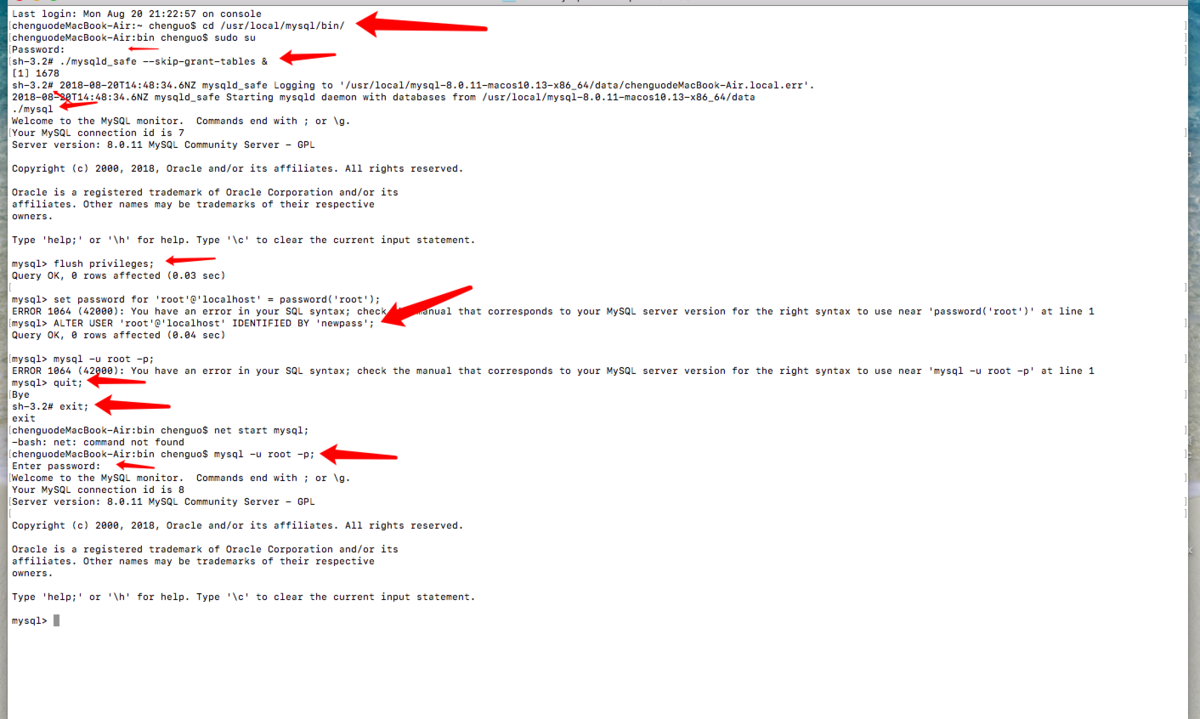 Last login: Mon Aug 20 21:22:57 on console
[chenguodeMacBook-Air:~ chenguo$ cd /usr/local/mysql/bin/
[chenguodeMacBook-Air:bin chenguo$ sudo su
[Password:
[sh-3.2# ./mysqld_safe --skip-grant-tables &
[1] 1678
sh-3.2# 2018-08-20T14:48:34.6NZ mysqld_safe Logging to '/usr/local/mysql-8.0.11-macos10.13-x86_64/data/chenguodeMacBook-Air.local.err'.
2018-08-20T14:48:34.6NZ mysqld_safe Starting mysqld daemon with databases from /usr/local/mysql-8.0.11-macos10.13-x86_64/data
./mysql
Welcome to the MySQL monitor.  Commands end with ; or \g.
[Your MySQL connection id is 7
Server version: 8.0.11 MySQL Community Server - GPL
Copyright (c) 2000, 2018, Oracle and/or its affiliates. All rights reserved.
Oracle is a registered trademark of Oracle Corporation and/or its
affiliates. Other names may be trademarks of their respective
owners.
Type 'help;' or '\h' for help. Type '\c' to clear the current input statement.
mysql> flush privileges;
Query OK, 0 rows affected (0.03 sec)
[
mysql> set password for 'root'@'localhost' = password('root');
ERROR 1064 (42000): You have an error in your SQL syntax; check manual that corresponds to your MySQL server version for the right syntax to use near 'password('root')' at line 1
[mysql> ALTER USER 'root'@'localhost' IDENTIFIED BY 'newpass';
Query OK, 0 rows affected (0.04 sec)
[mysql> mysql -u root -p;
ERROR 1064 (42000): You have an error in your SQL syntax; check the manual that corresponds to your MySQL server version for the right syntax to use near 'mysql -u root -p' at line 1
mysql> quit;
[Bye
sh-3.2# exit;
exit
[chenguodeMacBook-Air:bin chenguo$ net start mysql;
-bash: net: command not found
[chenguodeMacBook-Air:bin chenguo$ mysql -u root -p;
Enter password:
[Welcome to the MySQL monitor.  Commands end with ; or \g.
Your MySQL connection id is 8
[Server version: 8.0.11 MySQL Community Server - GPL
[
Copyright (c) 2000, 2018, Oracle and/or its affiliates. All rights reserved.
Oracle is a registered trademark of Oracle Corporation and/or its
affiliates. Other names may be trademarks of their respective
owners.
Type 'help;' or '\h' for help. Type '\c' to clear the current input statement.
mysql>